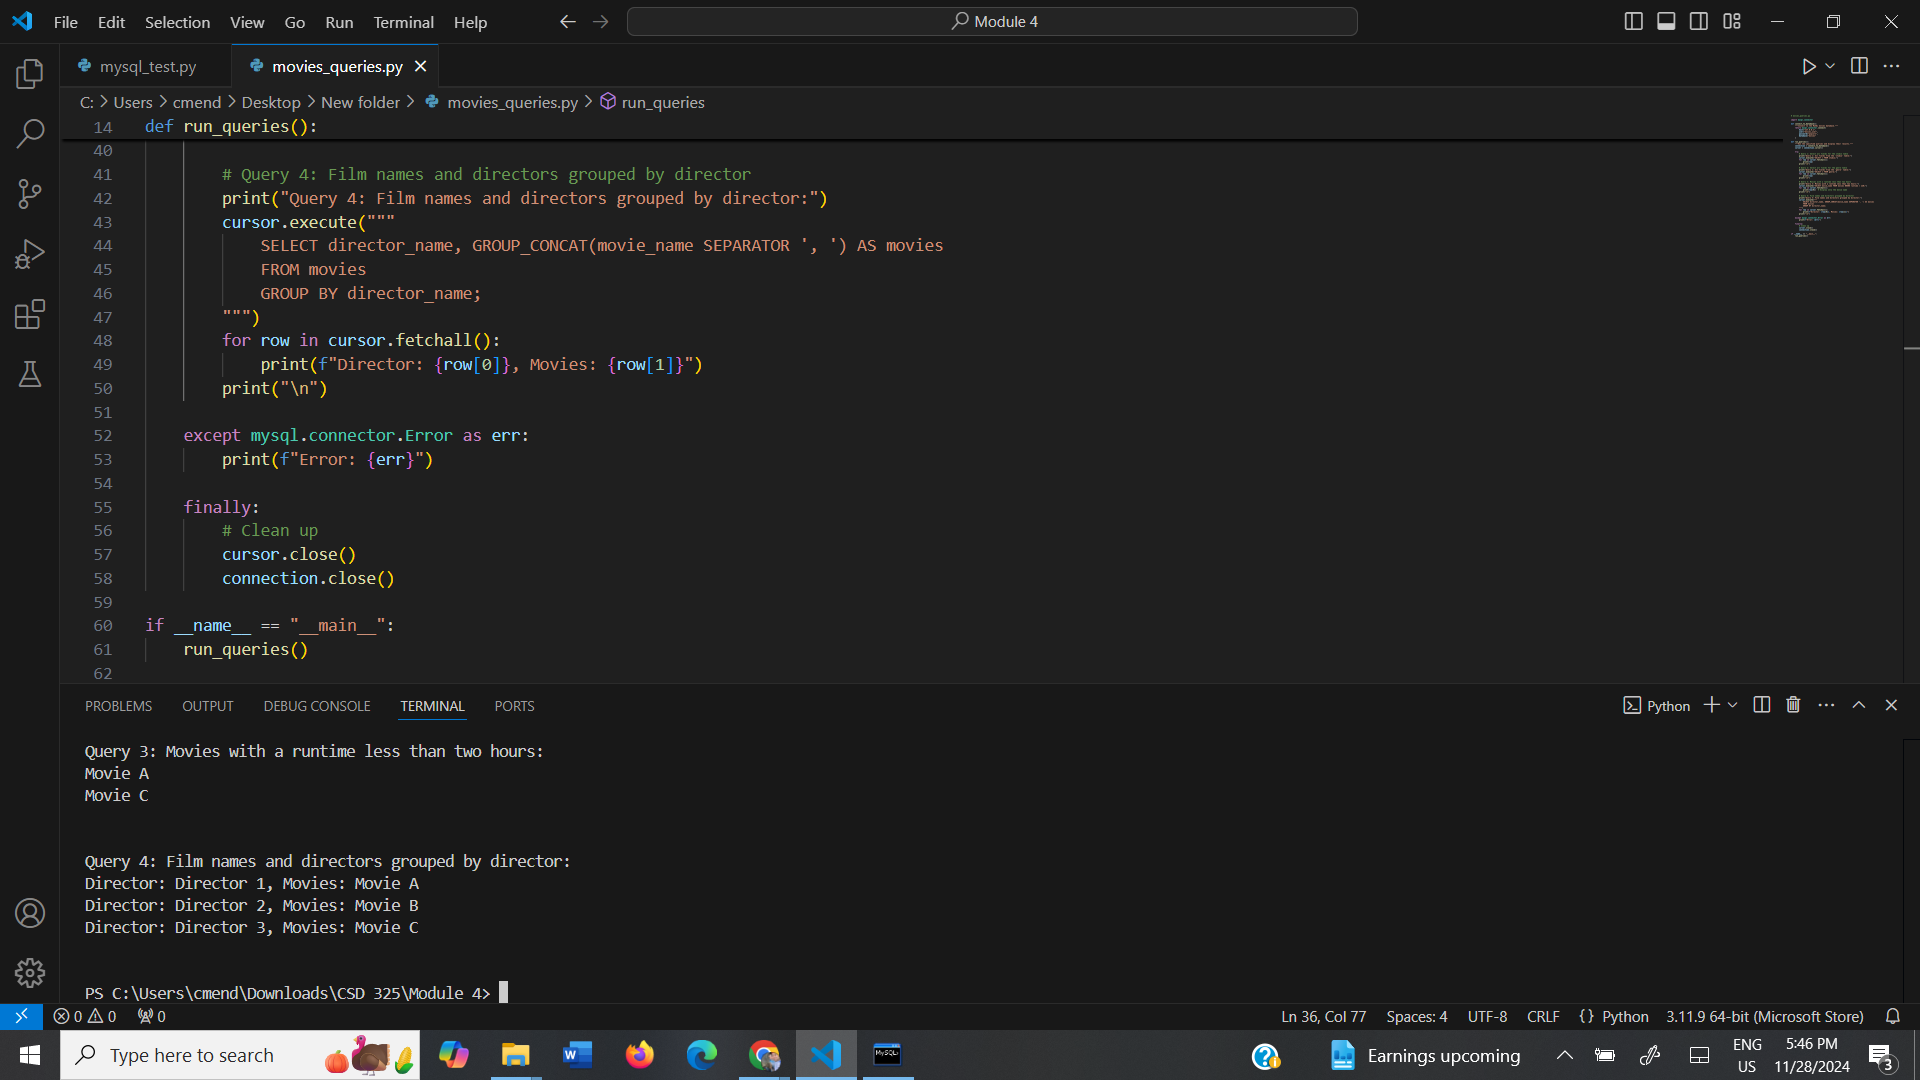 File Edit Selection View Go Run Terminal Help
Module 4
mysql_test.py
movies_queries.py
C: > Users > cmend > Desktop > New folder > movies_queries.py > run_queries
14 def run_queries():
40
41 # Query 4: Film names and directors grouped by director
42 print("Query 4: Film names and directors grouped by director:")
43 cursor.execute("""
44 SELECT director_name, GROUP_CONCAT(movie_name SEPARATOR ', ') AS movies
45 FROM movies
46 GROUP BY director_name;
47 """)
48 for row in cursor.fetchall():
49 print(f"Director: {row[0]}, Movies: {row[1]}")
50 print("\n")
51
52 except mysql.connector.Error as err:
53 print(f"Error: {err}")
54
55 finally:
56 # Clean up
57 cursor.close()
58 connection.close()
59
60 if __name__ == "__main__":
61 run_queries()
62
PROBLEMS OUTPUT DEBUG CONSOLE TERMINAL PORTS
Python
Query 3: Movies with a runtime less than two hours:
Movie A
Movie C
Query 4: Film names and directors grouped by director:
Director: Director 1, Movies: Movie A
Director: Director 2, Movies: Movie B
Director: Director 3, Movies: Movie C
PS C:\Users\cmend\Downloads\CSD 325\Module 4>
0 0 0
Ln 36, Col 77 Spaces: 4 UTF-8 CRLF {} Python 3.11.9 64-bit (Microsoft Store)
Type here to search
Earnings upcoming
ENG
US
5:46 PM
11/28/2024
3